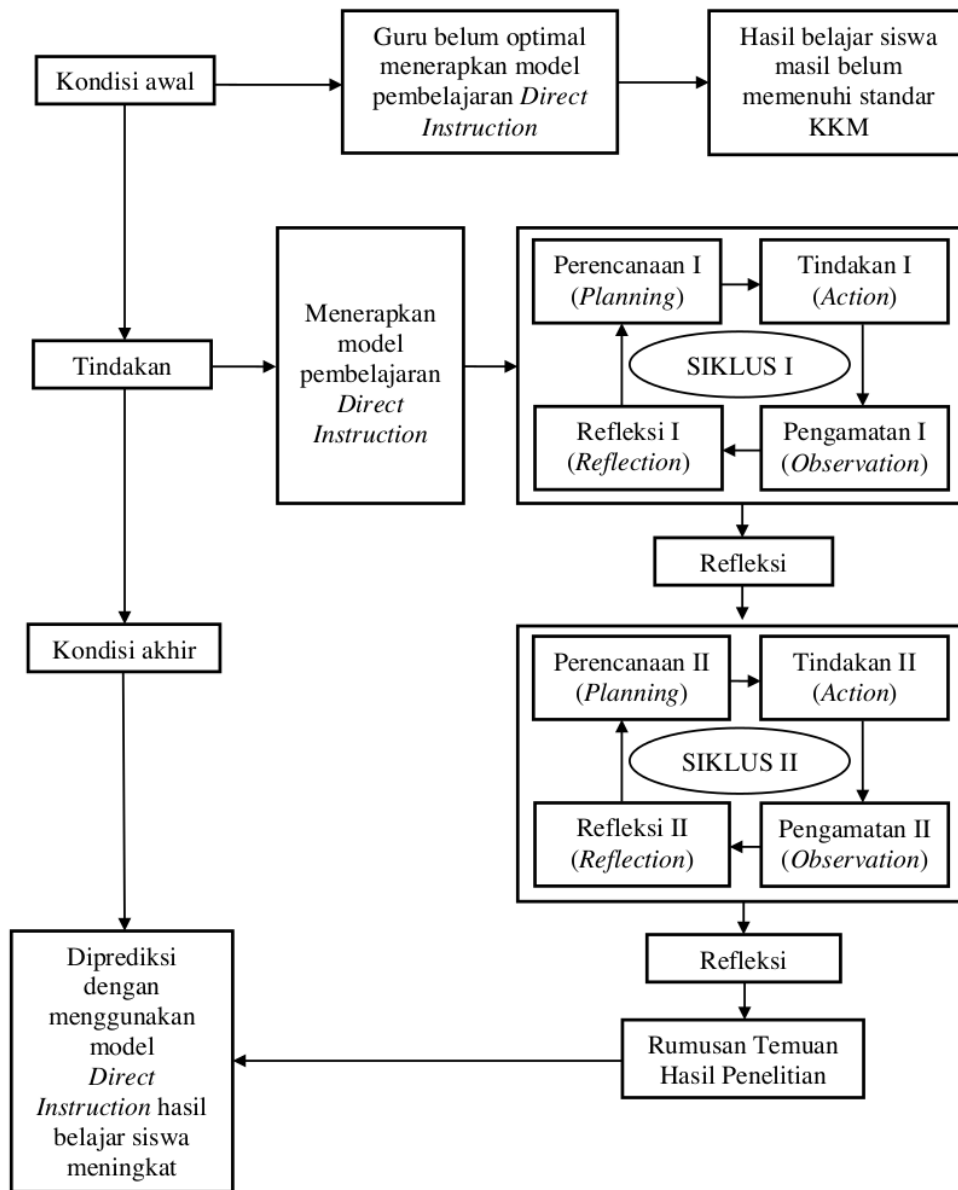 Kondisi awal
Guru belum optimal
menerapkan model
pembelajaran Direct
Instruction
Hasil belajar siswa
masil belum
memenuhi standar
KKM
Tindakan
Menerapkan
model
pembelajaran
Direct
Instruction
Perencanaan I
(Planning)
Tindakan I
(Action)
SIKLUS I
Refleksi I
(Reflection)
Pengamatan I
(Observation)
Refleksi
Kondisi akhir
Perencanaan II
(Planning)
Tindakan II
(Action)
SIKLUS II
Refleksi II
(Reflection)
Pengamatan II
(Observation)
Refleksi
Rumusan Temuan
Hasil Penelitian
Diprediksi
dengan
menggunakan
model
Direct
Instruction hasil
belajar siswa
meningkat